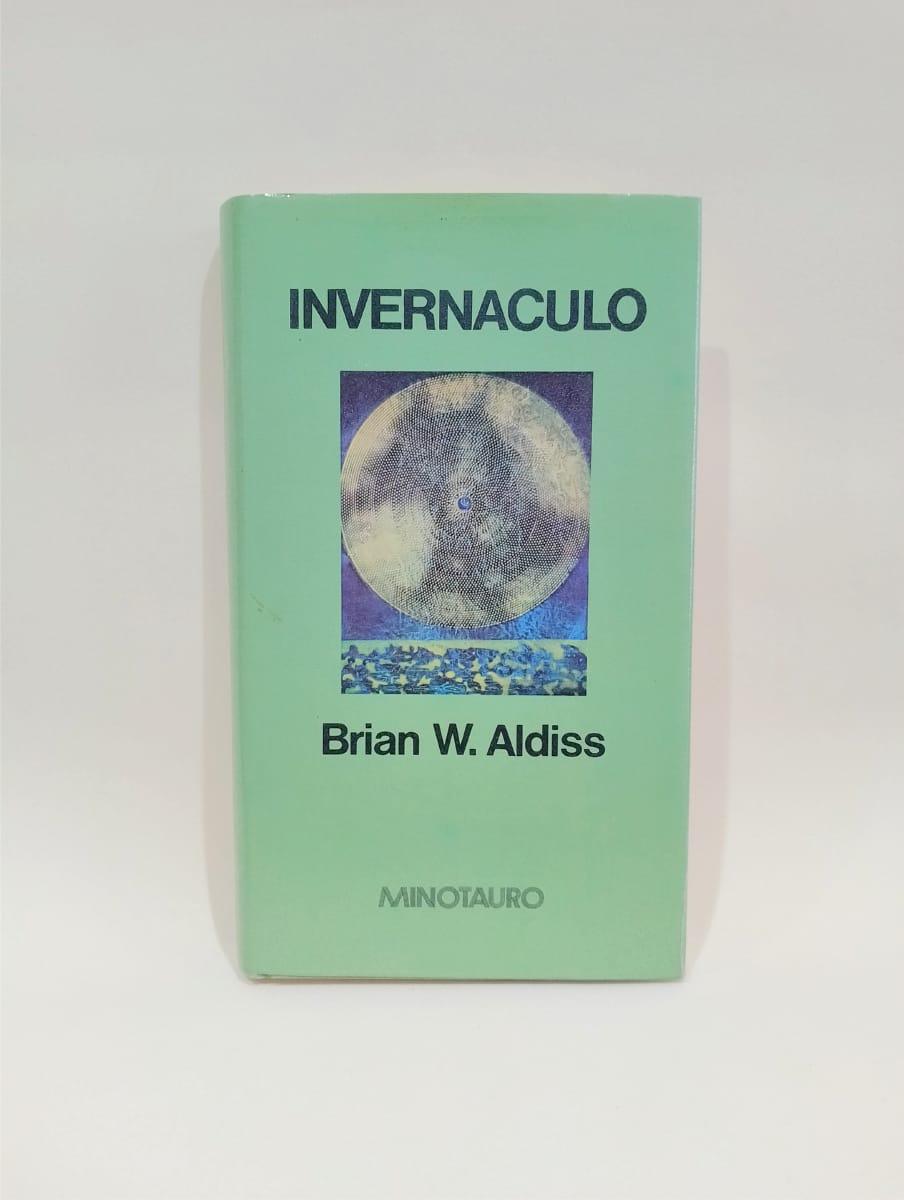 INVERNACULO
Brian W. Aldiss
MINOTAURO